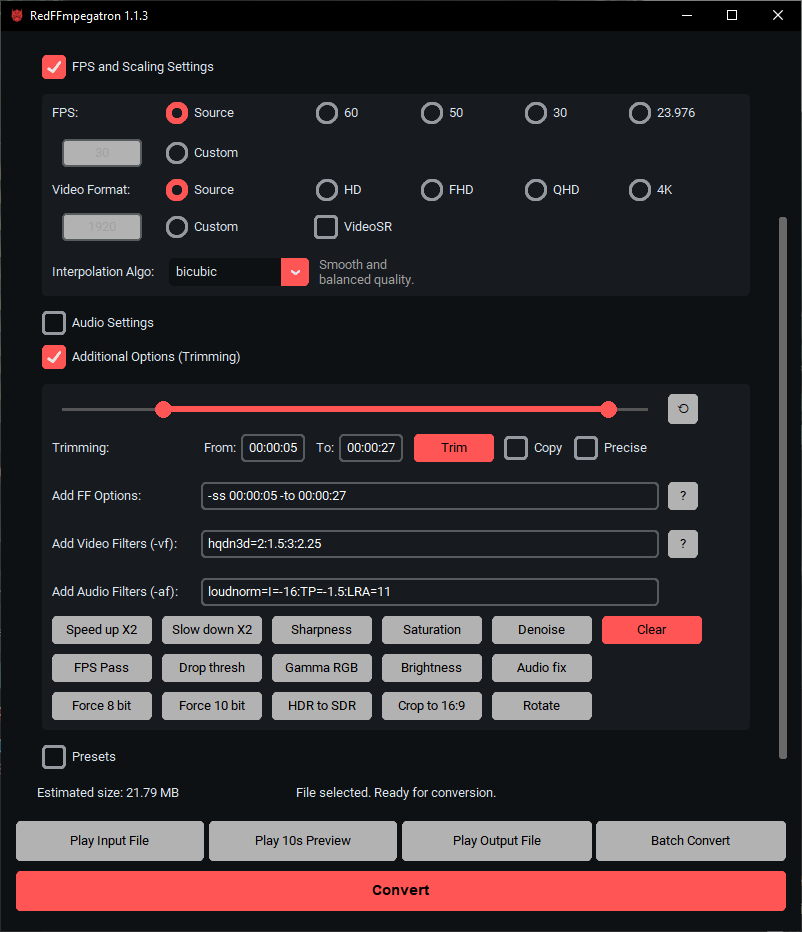 RedFFmpegatron 1.1.3
FPS and Scaling Settings
FPS: Source 60 50 30 23.976
30 Custom
Video Format: Source HD FHD QHD 4K
1920 Custom VideoSR
Interpolation Algo: bicubic Smooth and
balanced quality.
Audio Settings
Additional Options (Trimming)
Trimming: From: 00:00:05 To: 00:00:27 Trim Copy Precise
Add FF Options: -ss 00:00:05 -to 00:00:27 ?
Add Video Filters (-vf): hqdn3d=2:1.5:3:2.25 ?
Add Audio Filters (-af): loudnorm=I=-16:TP=-1.5:LRA=11
Speed up X2 Slow down X2 Sharpness Saturation Denoise Clear
FPS Pass Drop thresh Gamma RGB Brightness Audio fix
Force 8 bit Force 10 bit HDR to SDR Crop to 16:9 Rotate
Presets
Estimated size: 21.79 MB File selected. Ready for conversion.
Play Input File Play 10s Preview Play Output File Batch Convert
Convert